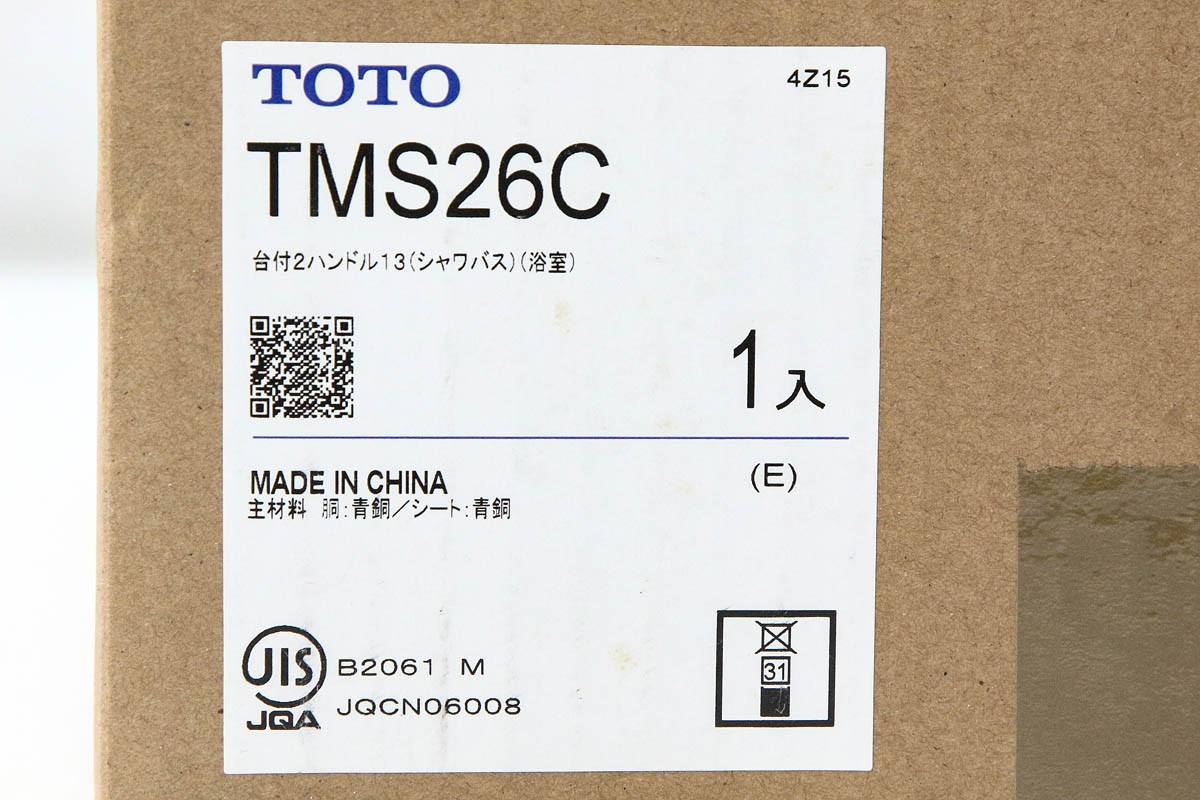 TOTO 4Z15
TMS26C
台付2ハンドル13(シャワバス)(浴室)
1入
(E)
MADE IN CHINA
主材料 胴:青銅/シート:青銅
JIS B2061 M
JQA JQCN06008
31